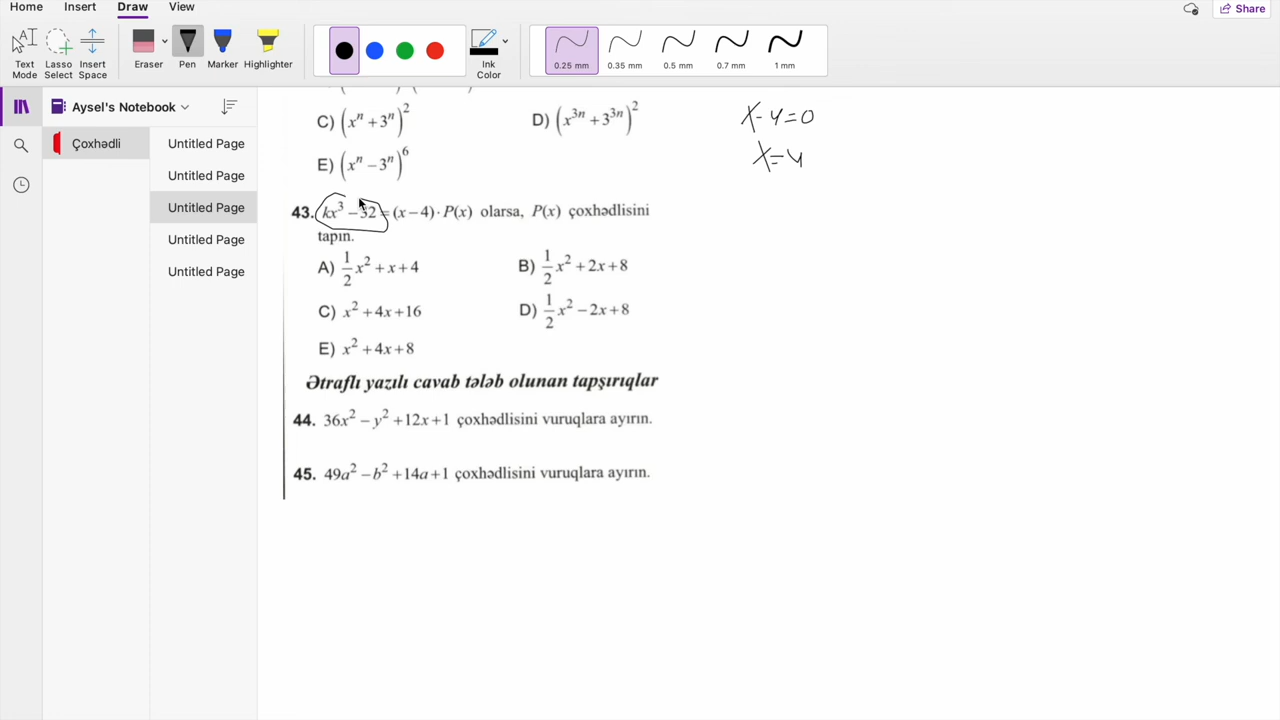 Home Insert Draw View Share
Text Mode Lasso Select Insert Space Eraser Pen Marker Highlighter Ink Color 0.25 mm 0.35 mm 0.5 mm 0.7 mm 1 mm
Aysel's Notebook
Çoxhədli
Untitled Page
Untitled Page
Untitled Page
Untitled Page
Untitled Page
C) (xⁿ + 3ⁿ)² D) (x³ⁿ + 3³ⁿ)²
E) (xⁿ − 3ⁿ)⁶
x - 4 = 0
x = 4
43. kx³ − 32 = (x − 4) · P(x) olarsa, P(x) çoxhədlisini
tapın.
A) 1/2 x² + x + 4 B) 1/2 x² + 2x + 8
C) x² + 4x + 16 D) 1/2 x² − 2x + 8
E) x² + 4x + 8
Ətraflı yazılı cavab tələb olunan tapşırıqlar
44. 36x² − y² + 12x + 1 çoxhədlisini vuruqlara ayırın.
45. 49a² − b² + 14a + 1 çoxhədlisini vuruqlara ayırın.